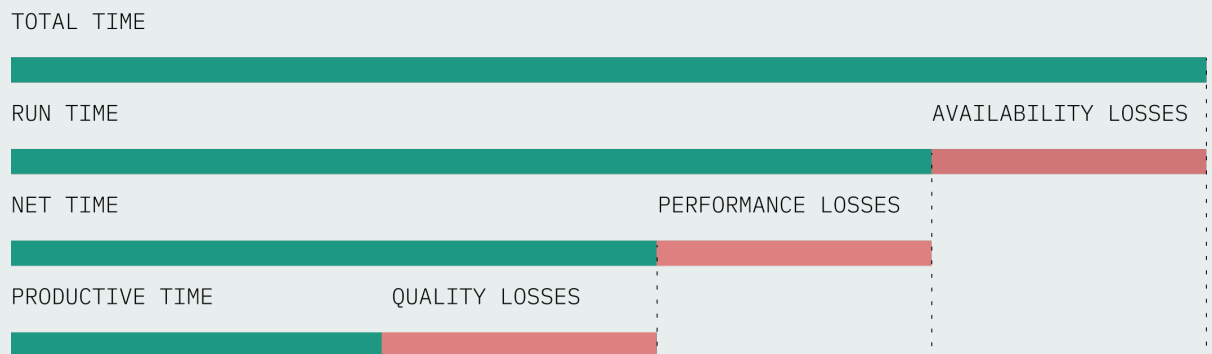 TOTAL TIME
RUN TIME AVAILABILITY LOSSES
NET TIME PERFORMANCE LOSSES
PRODUCTIVE TIME QUALITY LOSSES